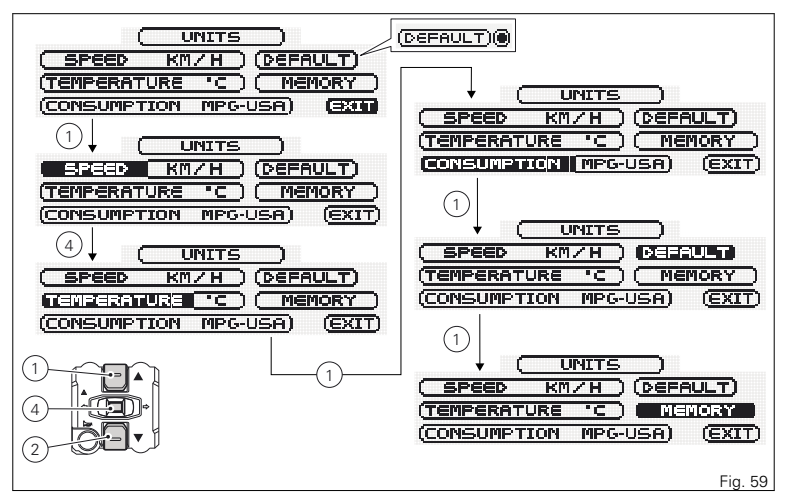 UNITS
SPEED KM/H DEFAULT
TEMPERATURE °C MEMORY
CONSUMPTION MPG-USA EXIT
DEFAULT
1
UNITS
SPEED KM/H DEFAULT
TEMPERATURE °C MEMORY
CONSUMPTION MPG-USA EXIT
4
UNITS
SPEED KM/H DEFAULT
TEMPERATURE °C MEMORY
CONSUMPTION MPG-USA EXIT
1
1
4
2
UNITS
SPEED KM/H DEFAULT
TEMPERATURE °C MEMORY
CONSUMPTION MPG-USA EXIT
1
UNITS
SPEED KM/H DEFAULT
TEMPERATURE °C MEMORY
CONSUMPTION MPG-USA EXIT
1
UNITS
SPEED KM/H DEFAULT
TEMPERATURE °C MEMORY
CONSUMPTION MPG-USA EXIT
Fig. 59